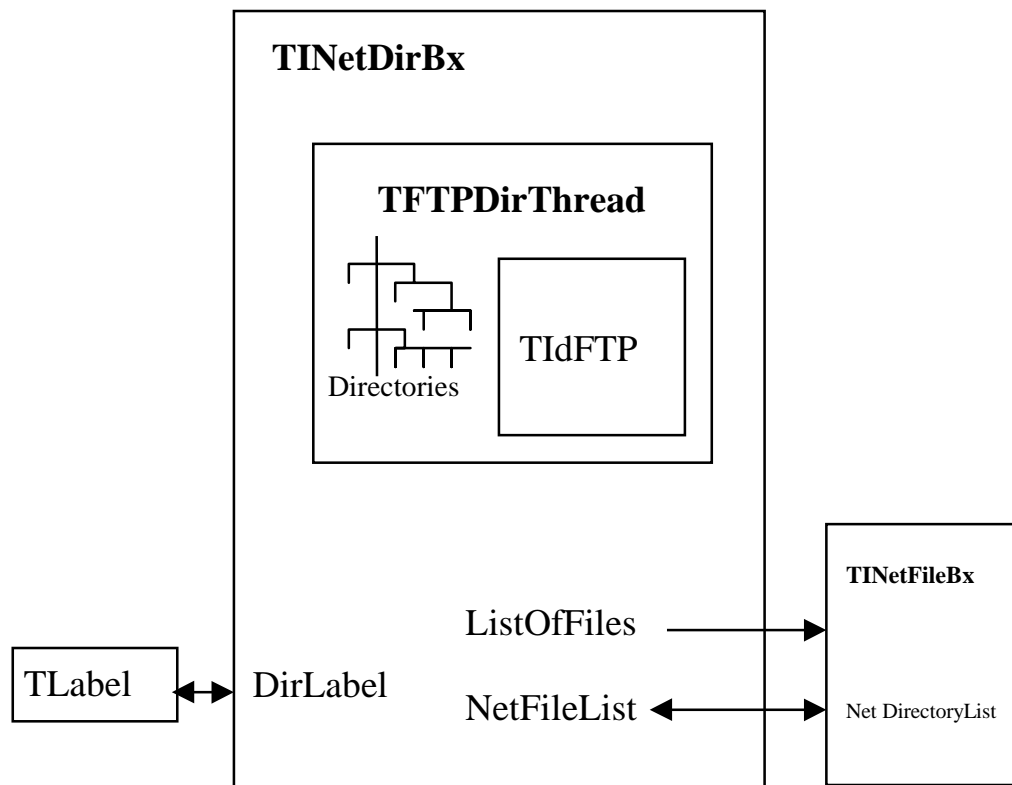 TINetDirBx
TFTPDirThread
TIdFTP
Directories
TINetFileBx
ListOfFiles
TLabel
DirLabel
NetFileList
Net DirectoryList